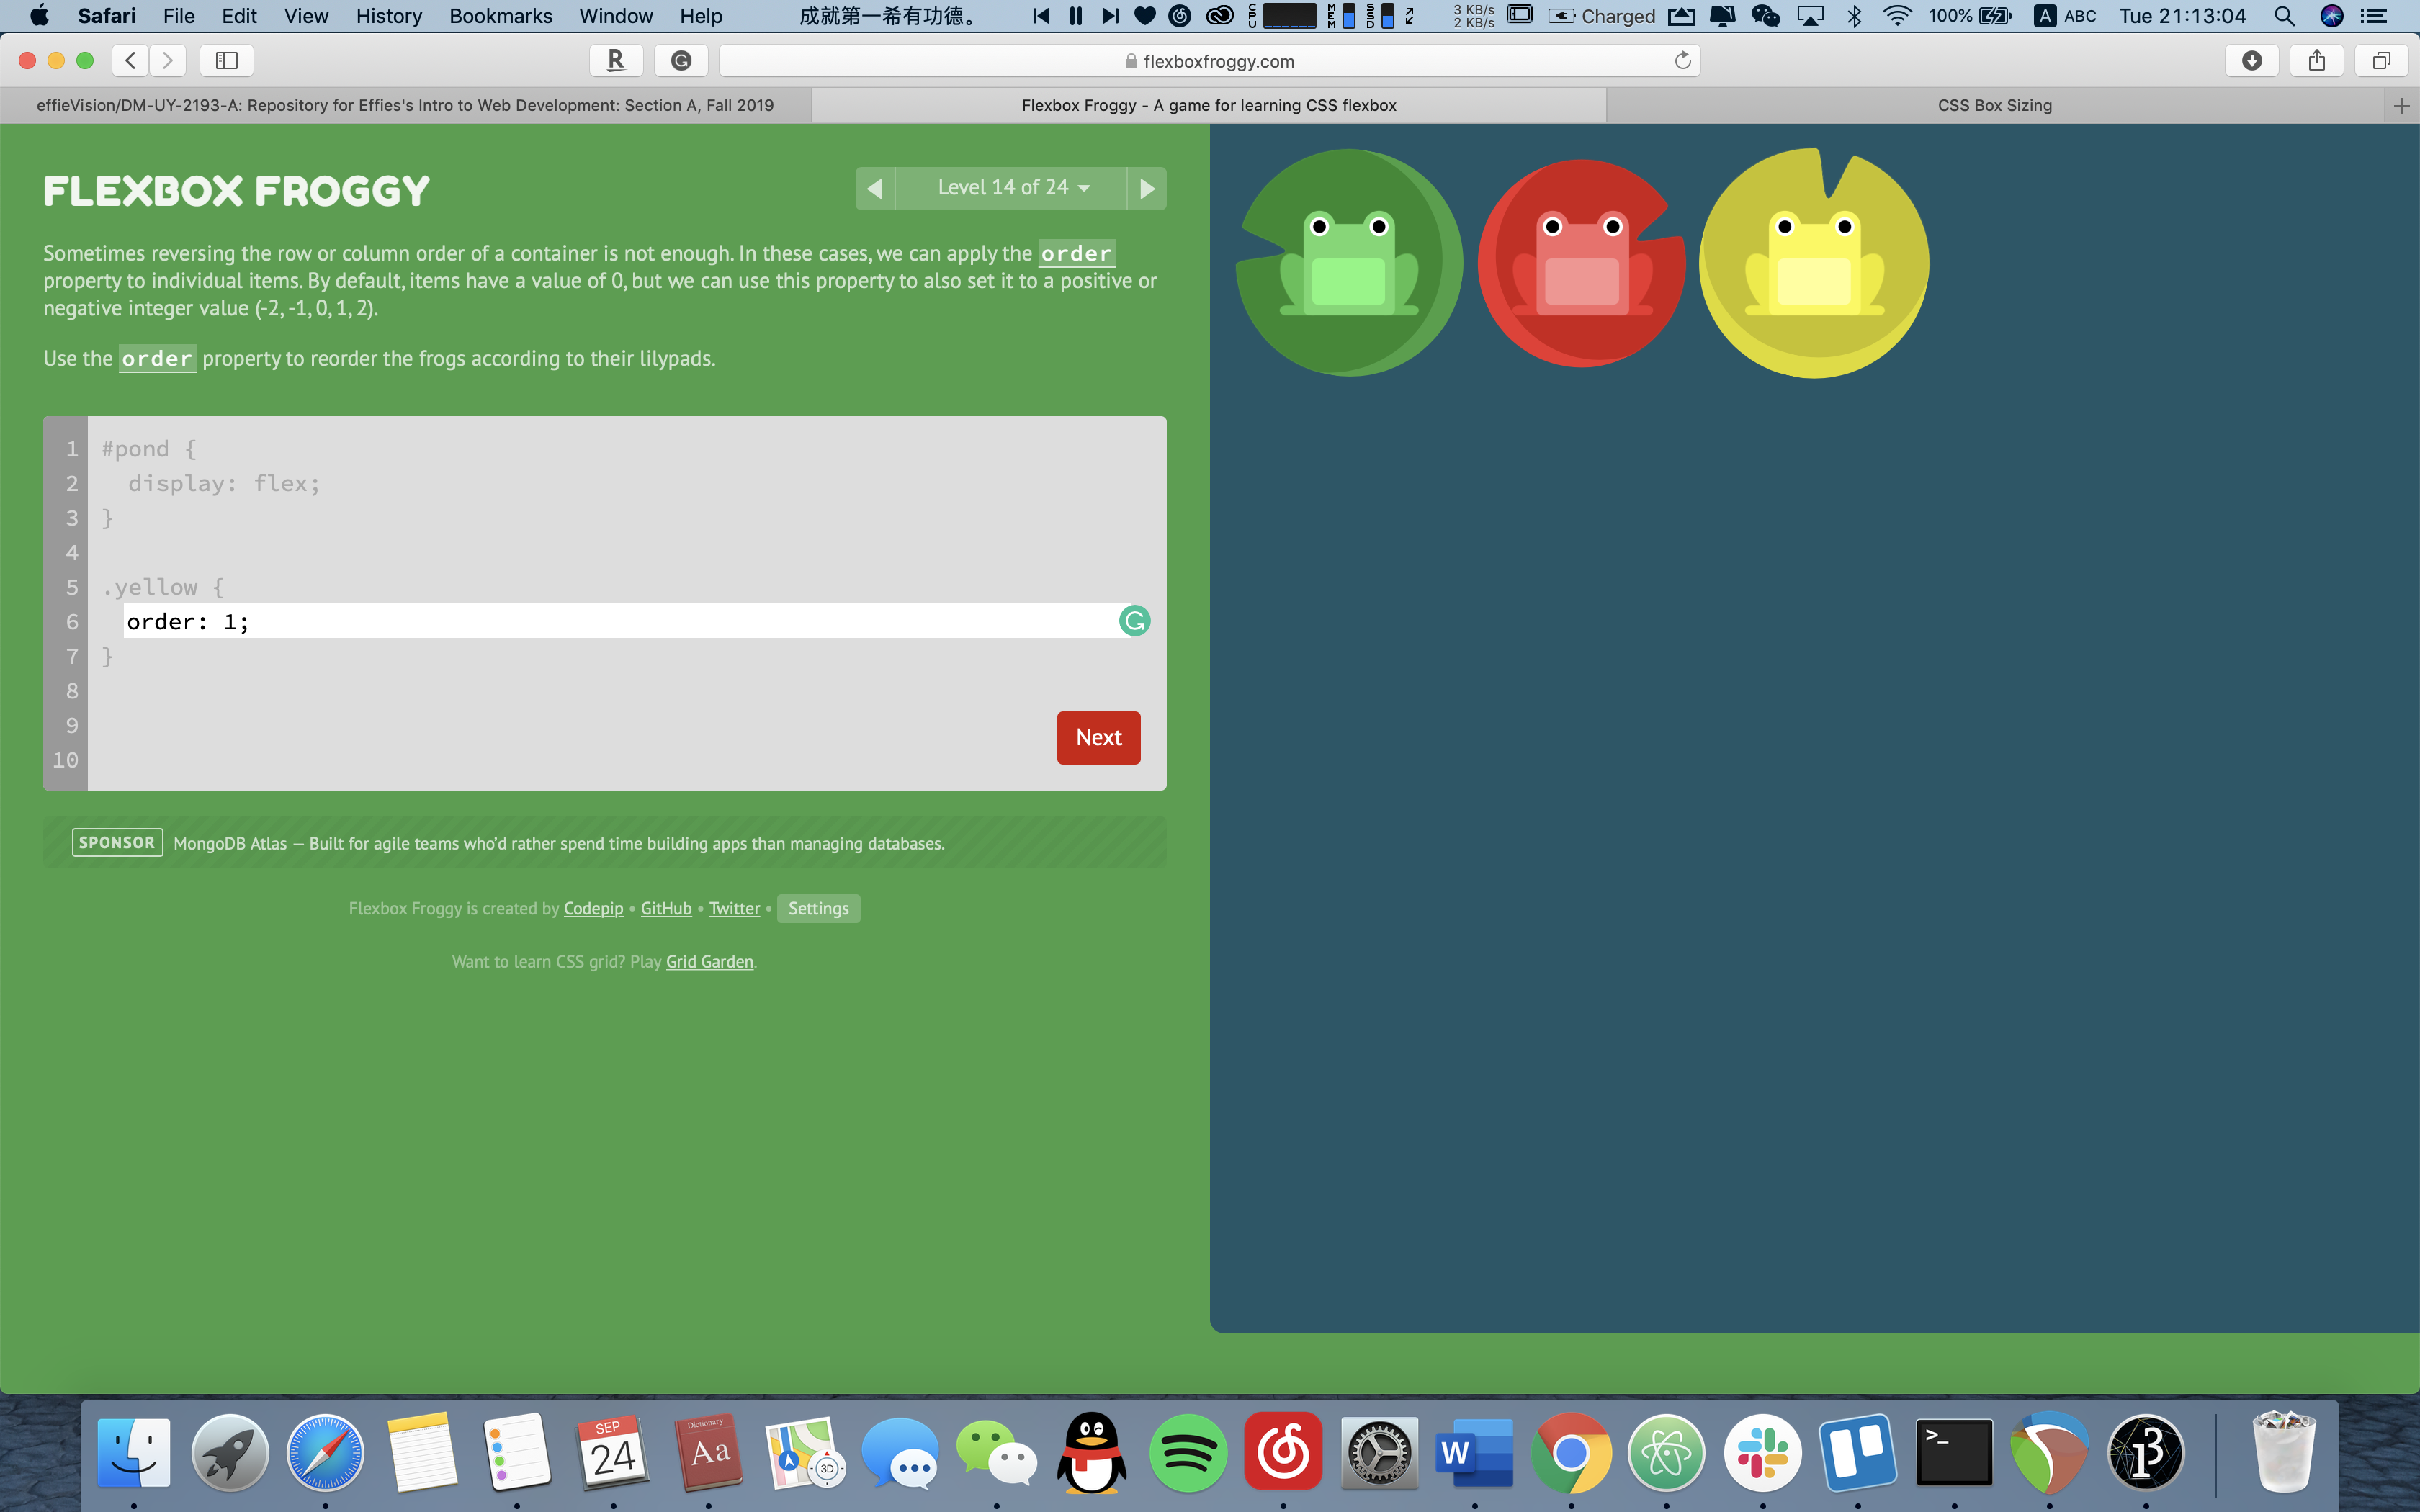 Safari File Edit View History Bookmarks Window Help 成就第一希有功德。 CPU MEM SSD 3 KB/s 2 KB/s Charged 100% A ABC Tue 21:13:04
R G flexboxfroggy.com
effieVision/DM-UY-2193-A: Repository for Effies's Intro to Web Development: Section A, Fall 2019 Flexbox Froggy - A game for learning CSS flexbox CSS Box Sizing
FLEXBOX FROGGY
Level 14 of 24
Sometimes reversing the row or column order of a container is not enough. In these cases, we can apply the order
property to individual items. By default, items have a value of 0, but we can use this property to also set it to a positive or
negative integer value (-2, -1, 0, 1, 2).
Use the order property to reorder the frogs according to their lilypads.
1 #pond {
2 display: flex;
3 }
4
5 .yellow {
6 order: 1;
7 }
8
9
10
Next
SPONSOR MongoDB Atlas — Built for agile teams who'd rather spend time building apps than managing databases.
Flexbox Froggy is created by Codepip • GitHub • Twitter • Settings
Want to learn CSS grid? Play Grid Garden.
SEP
24
Dictionary
Aa
3D
W
>_